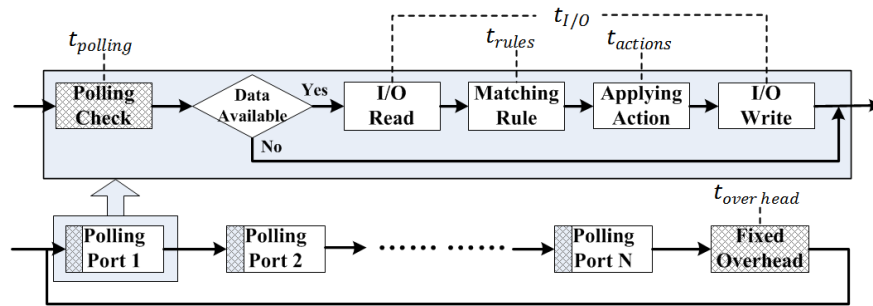 t_polling
t_rules
t_I/O
t_actions
Polling
Check
Data
Available
Yes
No
I/O
Read
Matching
Rule
Applying
Action
I/O
Write
t_over head
Polling
Port 1
Polling
Port 2
...... ......
Polling
Port N
Fixed
Overhead